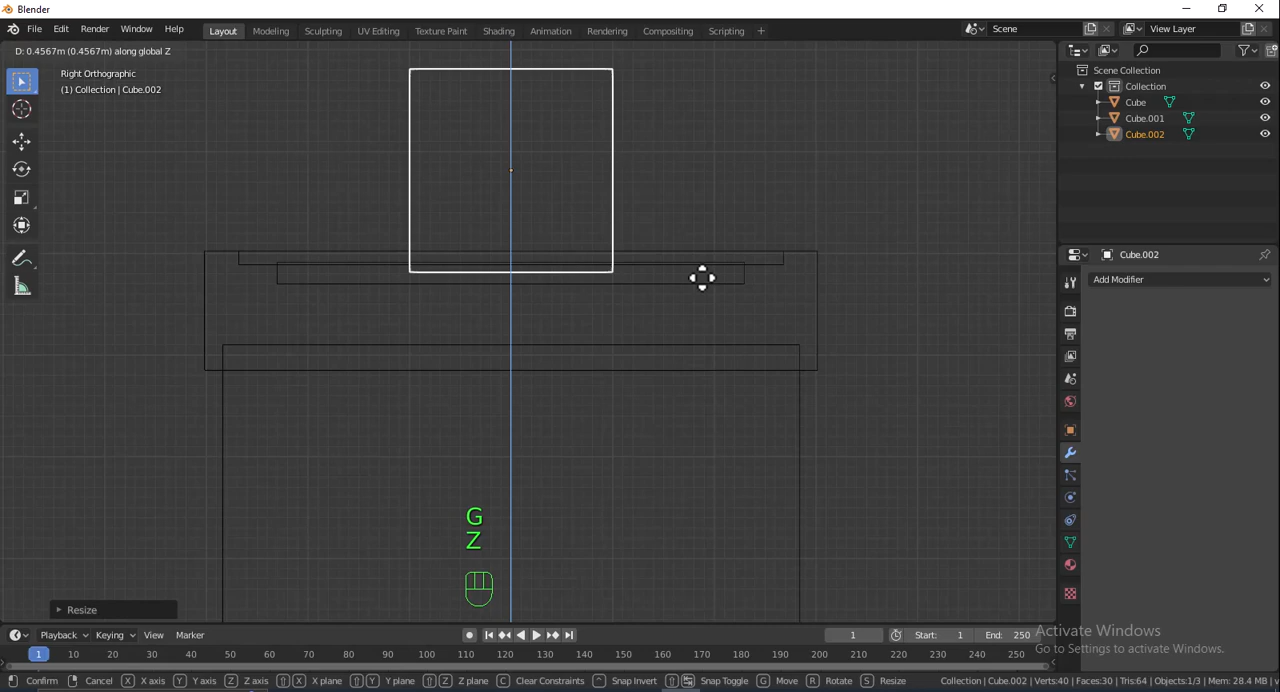 Blender
File Edit Render Window Help Layout Modeling Sculpting UV Editing Texture Paint Shading Animation Rendering Compositing Scripting + Scene View Layer
D: 0.4567m (0.4567m) along global Z
Right Orthographic
(1) Collection | Cube.002
Scene Collection
Collection
Cube
Cube.001
Cube.002
Cube.002
Add Modifier
G
Z
Resize
Playback Keying View Marker 1 Start: 1 End: 250
1 10 20 30 40 50 60 70 80 90 100 110 120 130 140 150 160 170 180 190 200 210 220 230 240 250
Activate Windows
Go to Settings to activate Windows.
Confirm Cancel X X axis Y Y axis Z Z axis X X plane Y Y plane Z Z plane C Clear Constraints Snap Invert Snap Toggle G Move R Rotate S Resize Collection | Cube.002 | Verts:40 | Faces:30 | Tris:64 | Objects:1/3 | Mem: 28.4 MB | v